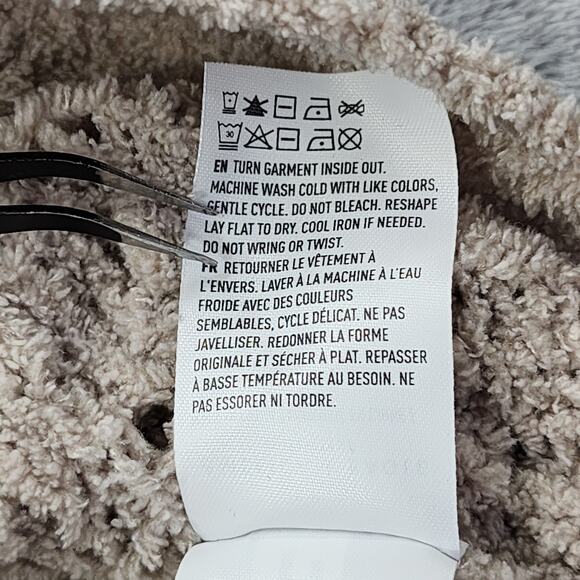 30
EN TURN GARMENT INSIDE OUT.
MACHINE WASH COLD WITH LIKE COLORS,
GENTLE CYCLE. DO NOT BLEACH. RESHAPE
LAY FLAT TO DRY. COOL IRON IF NEEDED.
DO NOT WRING OR TWIST.
FR RETOURNER LE VÊTEMENT À
L'ENVERS. LAVER À LA MACHINE À L'EAU
FROIDE AVEC DES COULEURS
SEMBLABLES, CYCLE DÉLICAT. NE PAS
JAVELLISER. REDONNER LA FORME
ORIGINALE ET SÉCHER À PLAT. REPASSER
À BASSE TEMPÉRATURE AU BESOIN. NE
PAS ESSORER NI TORDRE.